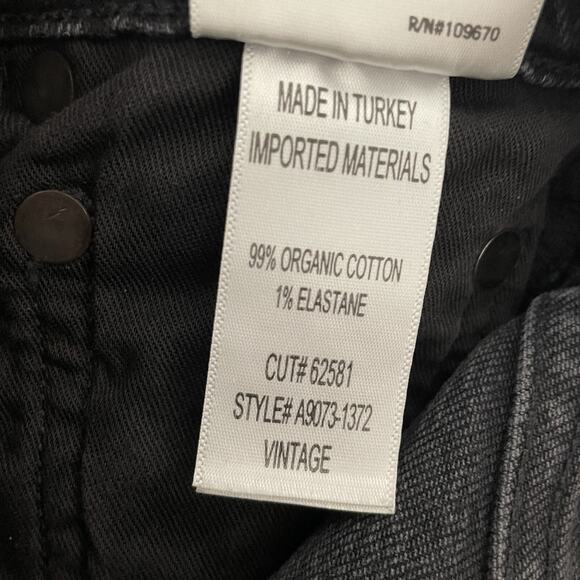 R/N#109670
MADE IN TURKEY
IMPORTED MATERIALS
99% ORGANIC COTTON
1% ELASTANE
CUT# 62581
STYLE# A9073-1372
VINTAGE